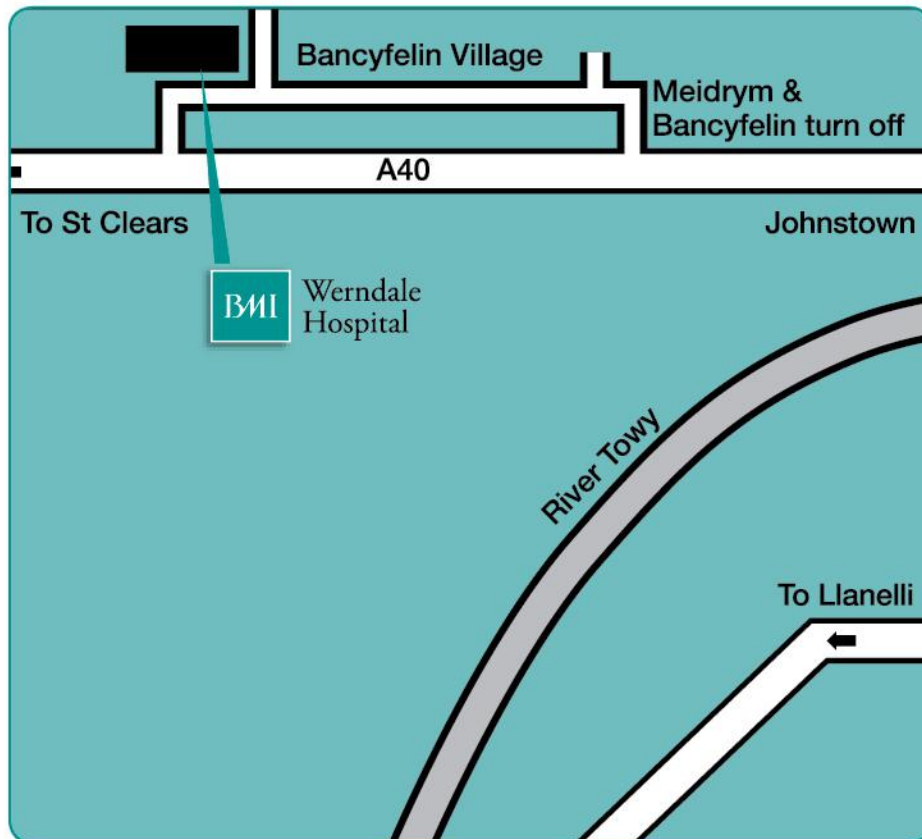 Bancyfelin Village
Meidrym &
Bancyfelin turn off
A40
To St Clears
Johnstown
BMI
Werndale
Hospital
River Towy
To Llanelli